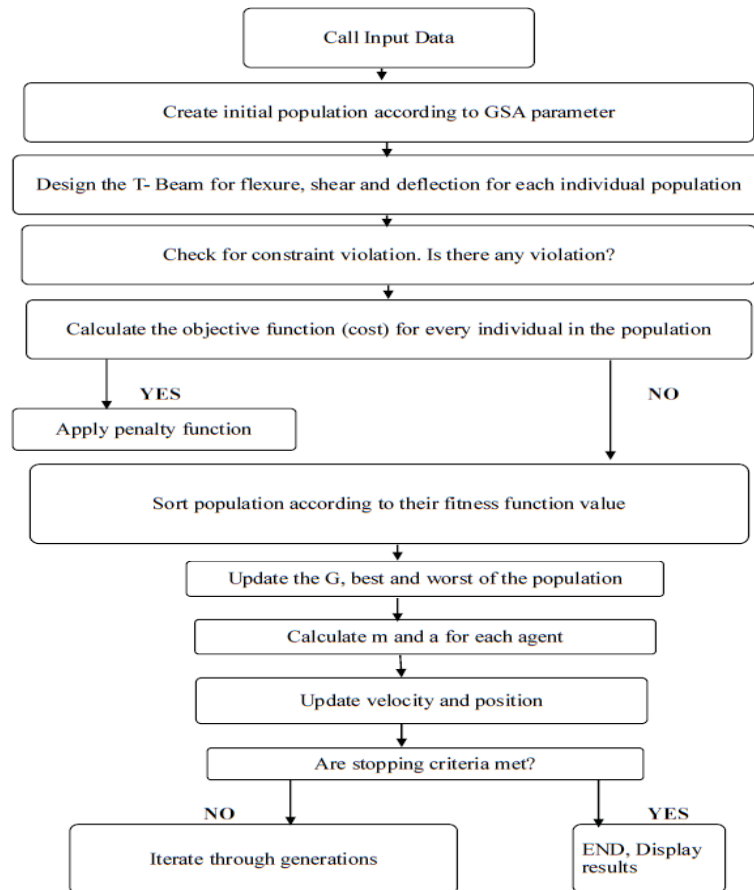 Call Input Data
Create initial population according to GSA parameter
Design the T- Beam for flexure, shear and deflection for each individual population
Check for constraint violation. Is there any violation?
Calculate the objective function (cost) for every individual in the population
YES
NO
Apply penalty function
Sort population according to their fitness function value
Update the G, best and worst of the population
Calculate m and a for each agent
Update velocity and position
Are stopping criteria met?
NO
YES
Iterate through generations
END, Display
results